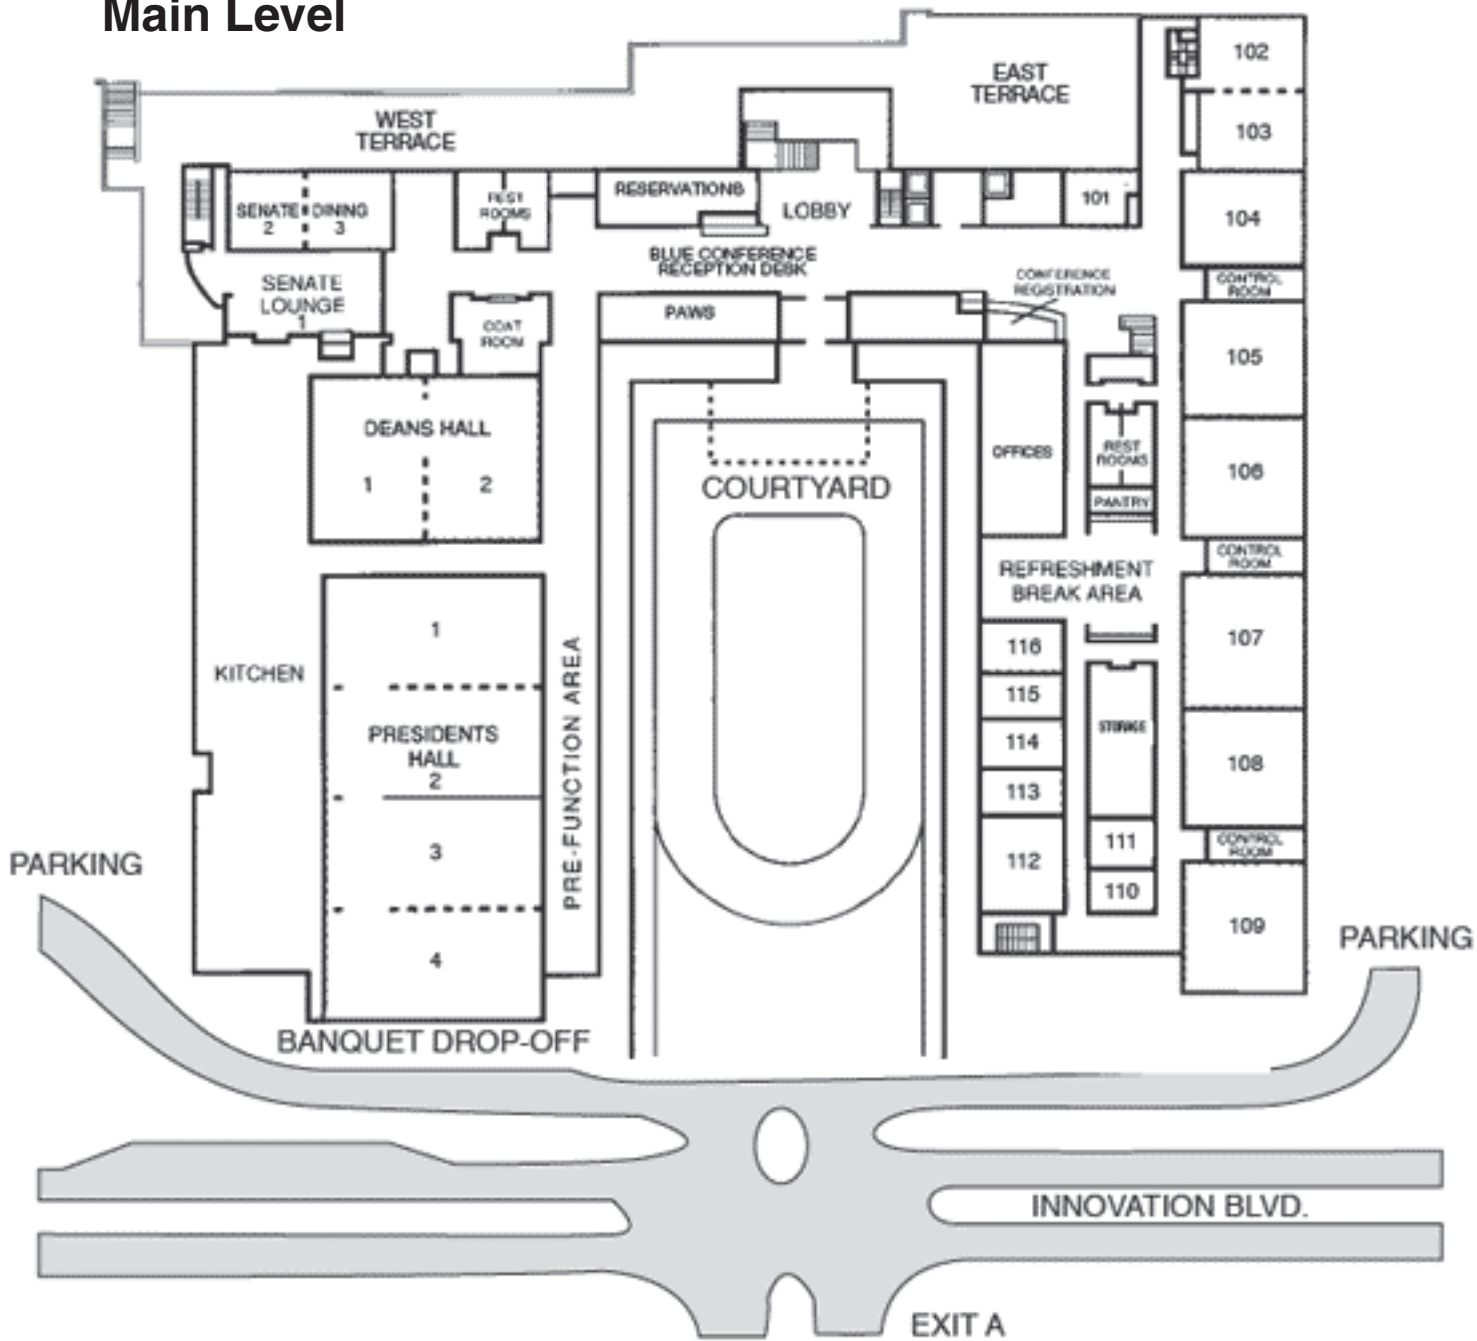 Main Level
EAST
TERRACE
102
103
WEST
TERRACE
SENATE DINING
2 3
REST
ROOMS
RESERVATIONS
LOBBY
101
104
BLUE CONFERENCE
RECEPTION DESK
SENATE
LOUNGE
1
COAT
ROOM
PAWS
CONFERENCE
REGISTRATION
CONTROL
ROOM
105
DEANS HALL
1 2
COURTYARD
OFFICES
REST
ROOMS
PANTRY
106
CONTROL
ROOM
REFRESHMENT
BREAK AREA
KITCHEN
1
PRESIDENTS
HALL
2
3
4
PRE-FUNCTION AREA
116
115
114
113
112
STORAGE
111
110
107
108
CONTROL
ROOM
109
PARKING
PARKING
BANQUET DROP-OFF
INNOVATION BLVD.
EXIT A